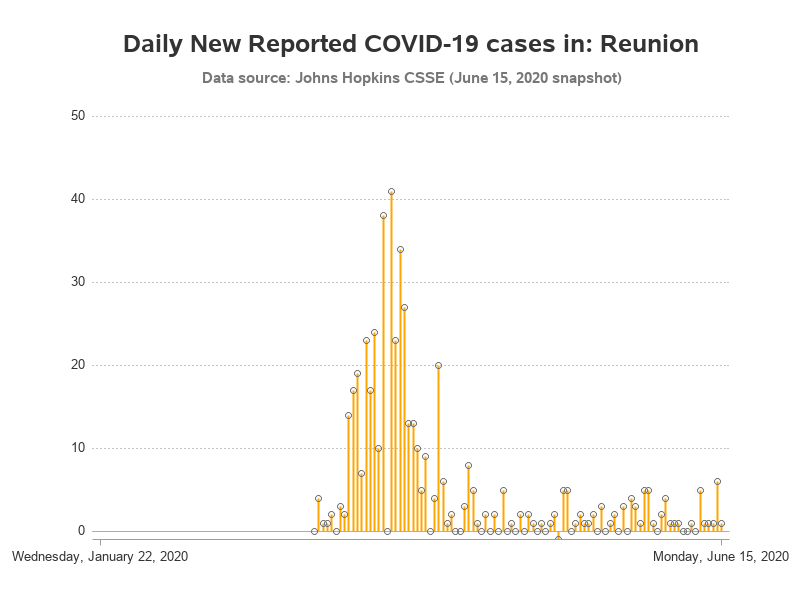 Daily New Reported COVID-19 cases in: Reunion
Data source: Johns Hopkins CSSE (June 15, 2020 snapshot)
50
40
30
20
10
0
Wednesday, January 22, 2020 Monday, June 15, 2020